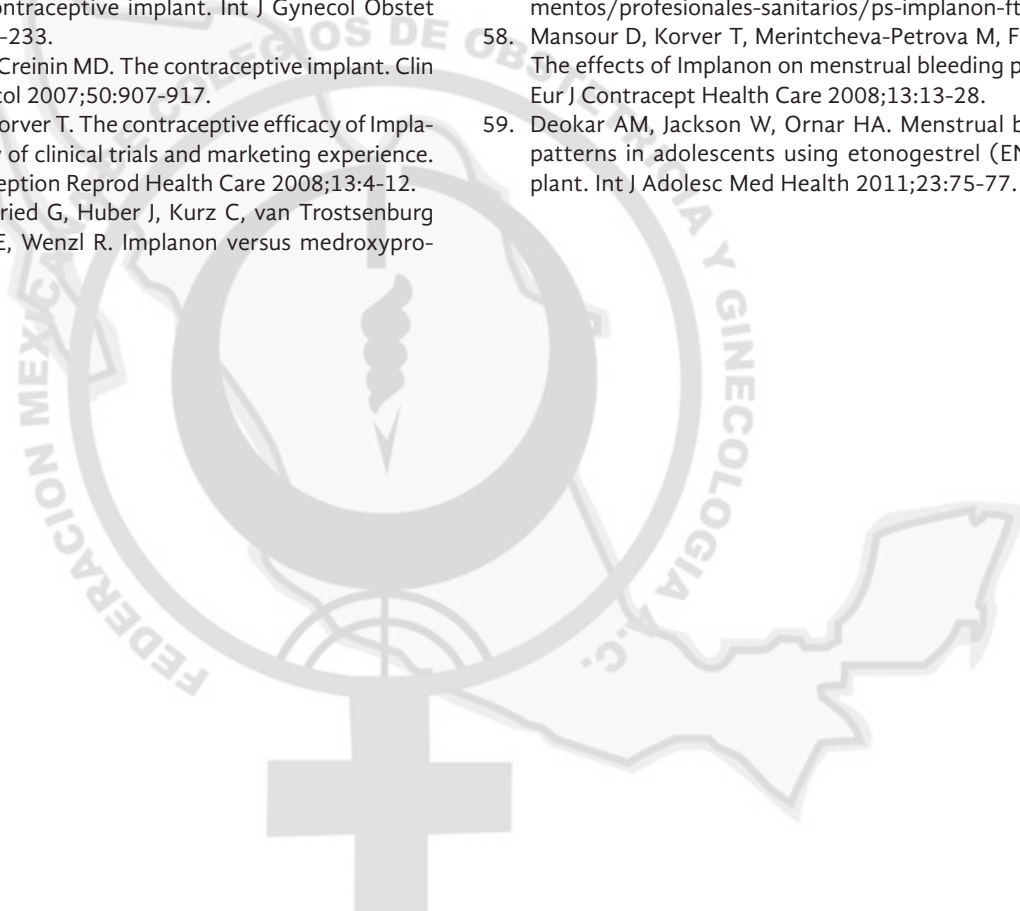 ontraceptive implant. Int J Gynecol Obstet
-233.
Creinin MD. The contraceptive implant. Clin
col 2007;50:907-917.
orver T. The contraceptive efficacy of Impla-
of clinical trials and marketing experience.
eption Reprod Health Care 2008;13:4-12.
ried G, Huber J, Kurz C, van Trostsenburg
E, Wenzl R. Implanon versus medroxypro-
mentos/profesionales-sanitarios/ps-implanon-ft
58. Mansour D, Korver T, Merintcheva-Petrova M, F
The effects of Implanon on menstrual bleeding p
Eur J Contracept Health Care 2008;13:13-28.
59. Deokar AM, Jackson W, Ornar HA. Menstrual b
patterns in adolescents using etonogestrel (EN
plant. Int J Adolesc Med Health 2011;23:75-77.
FEDERACION MEXICANA DE COLEGIOS DE OBSTETRICIA Y GINECOLOGIA A.C.